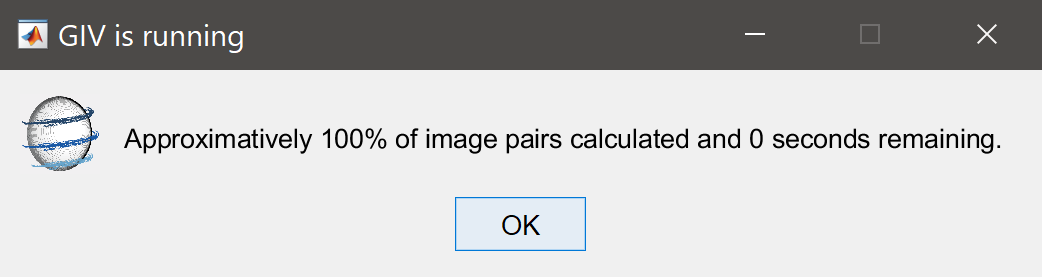 GIV is running
Approximatively 100% of image pairs calculated and 0 seconds remaining.
OK